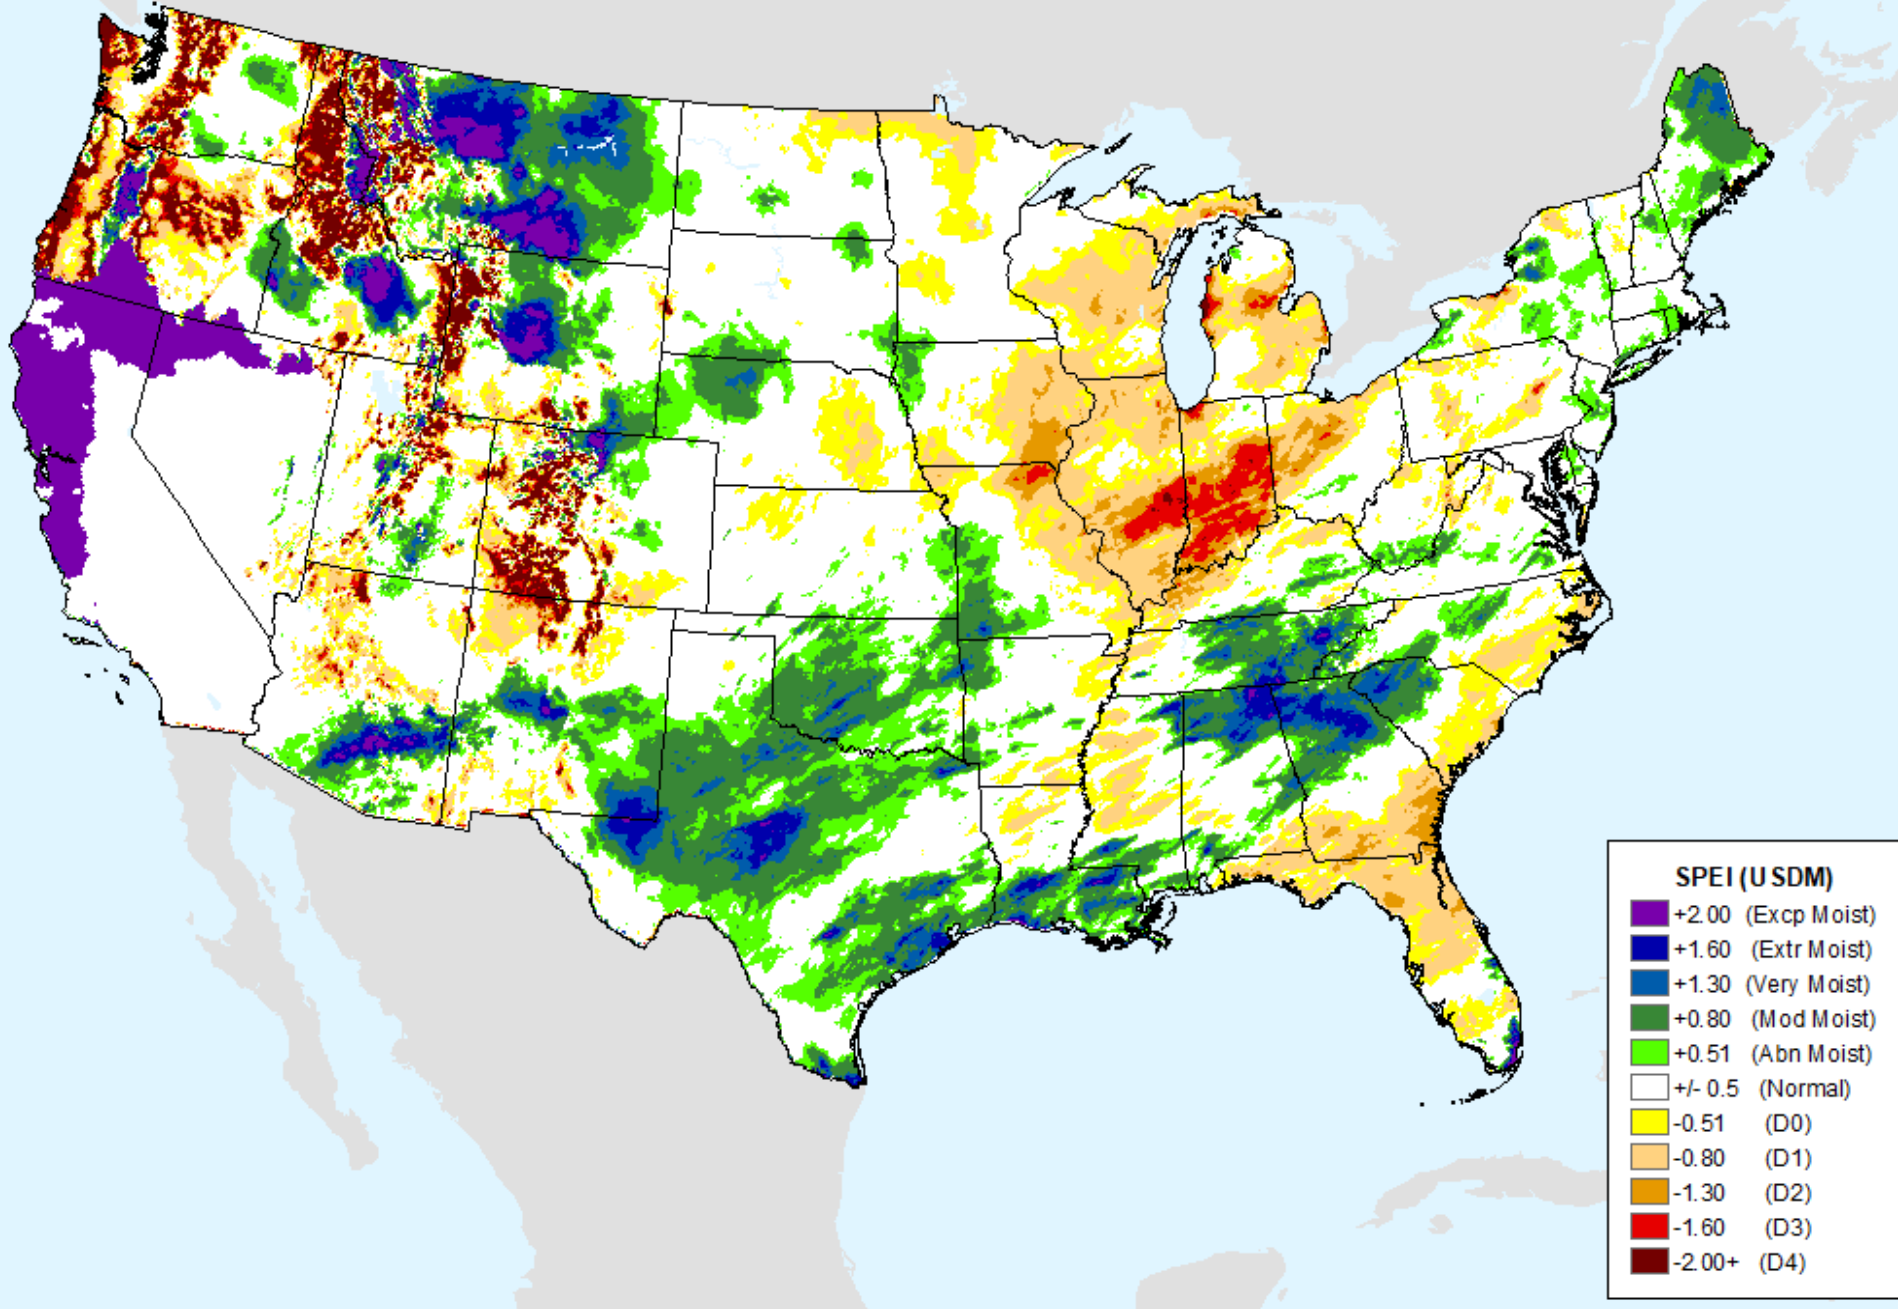 SPEI (USDM)
+2.00 (Excp Moist)
+1.60 (Extr Moist)
+1.30 (Very Moist)
+0.80 (Mod Moist)
+0.51 (Abn Moist)
+/- 0.5 (Normal)
-0.51 (D0)
-0.80 (D1)
-1.30 (D2)
-1.60 (D3)
-2.00+ (D4)